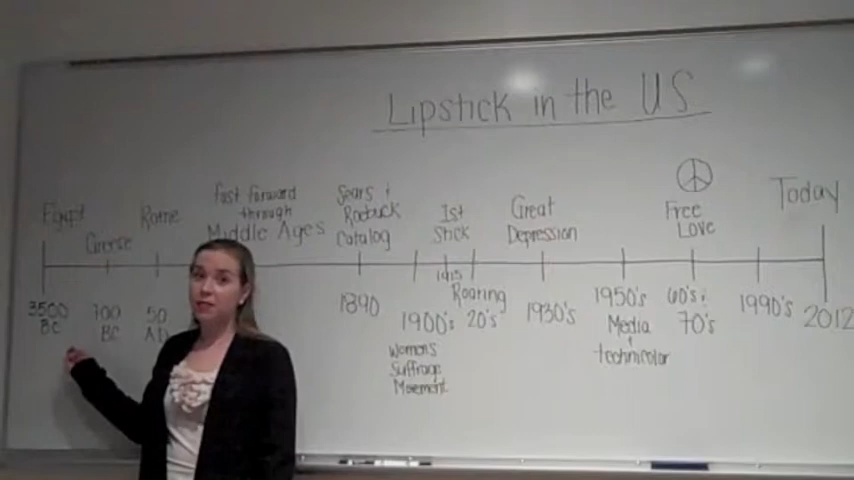 Lipstick in the US
Egypt
Greese
Rome
fast forward
through
Middle Ages
Sears +
Roebuck
Catalog
1st
Stick
Great
Depression
Free
Love
Today
3500
BC
700
BC
50
AD
1890
1900's
Women's
Suffrage
Movement
1915
Roaring
20's
1930's
1950's
Media
+
technicolor
60's +
70's
1990's
2012